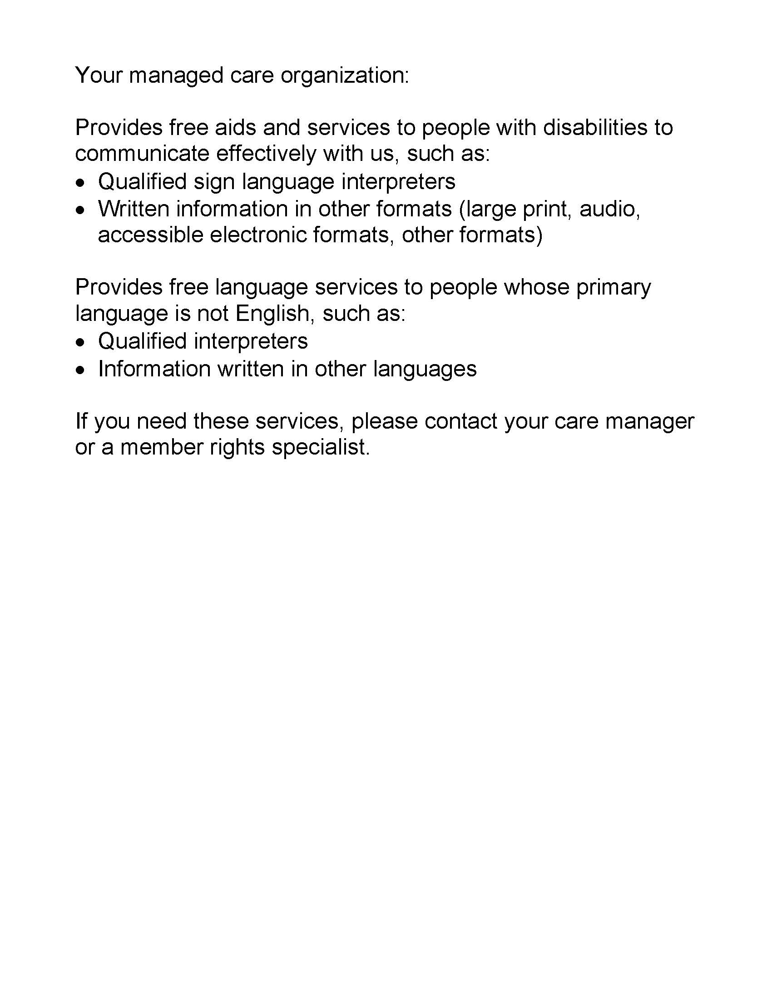 Your managed care organization:
Provides free aids and services to people with disabilities to
communicate effectively with us, such as:
• Qualified sign language interpreters
• Written information in other formats (large print, audio,
accessible electronic formats, other formats)
Provides free language services to people whose primary
language is not English, such as:
• Qualified interpreters
• Information written in other languages
If you need these services, please contact your care manager
or a member rights specialist.